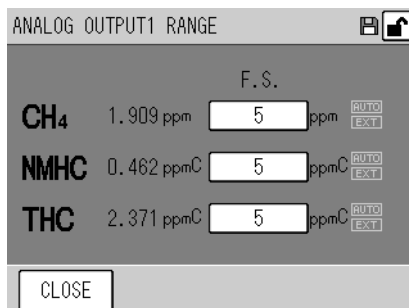 ANALOG OUTPUT1 RANGE
F.S.
CH4 1.909 ppm 5 ppm AUTO EXT
NMHC 0.462 ppmC 5 ppmC AUTO EXT
THC 2.371 ppmC 5 ppmC AUTO EXT
CLOSE